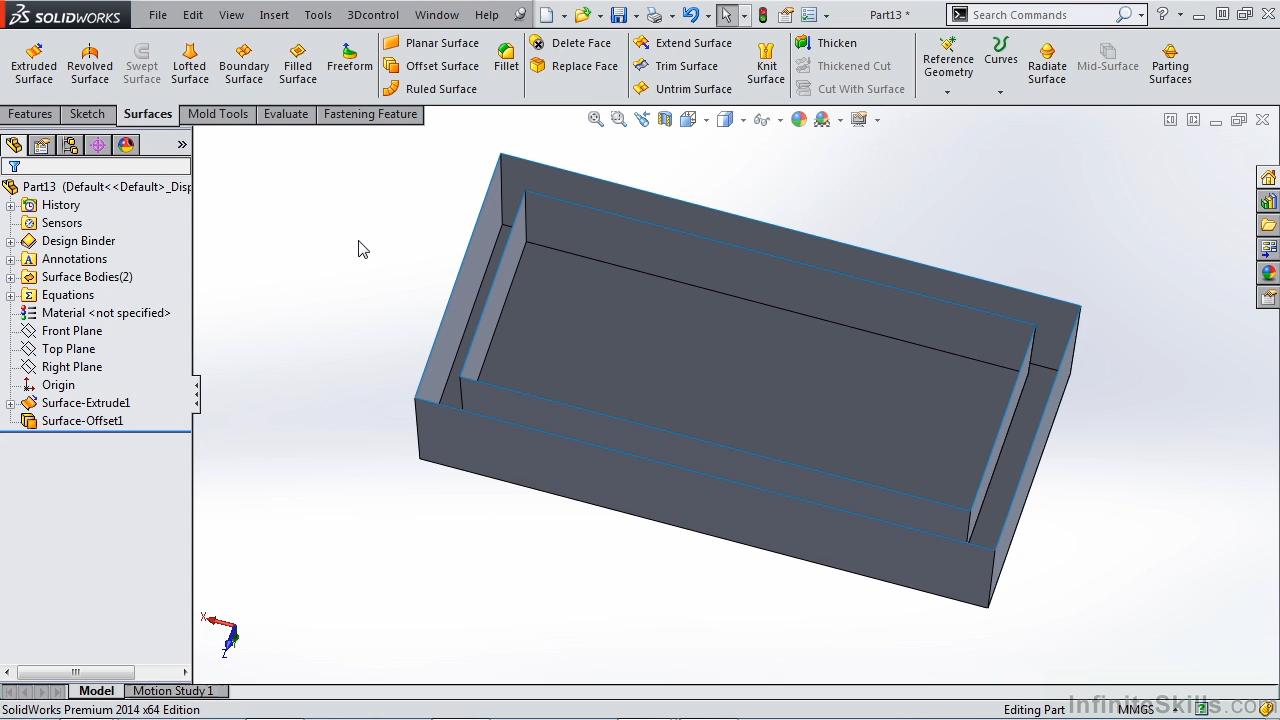 SOLIDWORKS File Edit View Insert Tools 3Dcontrol Window Help Part13 * Search Commands
Extruded Surface
Revolved Surface
Swept Surface
Lofted Surface
Boundary Surface
Filled Surface
Freeform
Planar Surface
Offset Surface
Ruled Surface
Fillet
Delete Face
Replace Face
Extend Surface
Trim Surface
Untrim Surface
Knit Surface
Thicken
Thickened Cut
Cut With Surface
Reference Geometry
Curves
Radiate Surface
Mid-Surface
Parting Surfaces
Features Sketch Surfaces Mold Tools Evaluate Fastening Feature
Part13 (Default<<Default>_Disp
History
Sensors
Design Binder
Annotations
Surface Bodies(2)
Equations
Material <not specified>
Front Plane
Top Plane
Right Plane
Origin
Surface-Extrude1
Surface-Offset1
X
Z
Model Motion Study 1
SolidWorks Premium 2014 x64 Edition Editing Part MMGS
InfiniteSkills.com